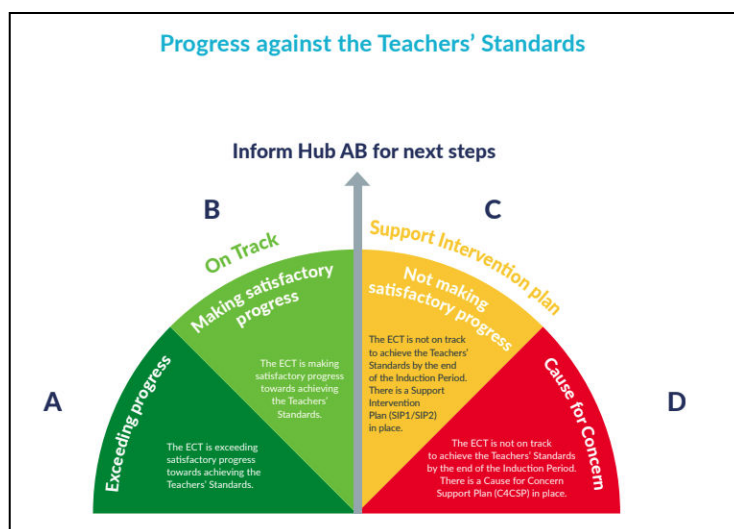 Progress against the Teachers' Standards
Inform Hub AB for next steps
B
C
On Track
Support Intervention plan
Making satisfactory
progress
Not making
satisfactory progress
The ECT is making
satisfactory progress
towards achieving
the Teachers'
Standards.
The ECT is not on track
to achieve the Teachers'
Standards by the end
of the Induction Period.
There is a Support
Intervention
Plan (SIP1/SIP2)
in place.
A
Exceeding progress
The ECT is exceeding
satisfactory progress
towards achieving the
Teachers' Standards.
Cause for Concern
The ECT is not on track
to achieve the Teachers' Standards
by the end of the Induction Period.
There is a Cause for Concern
Support Plan (C4CSP) in place.
D